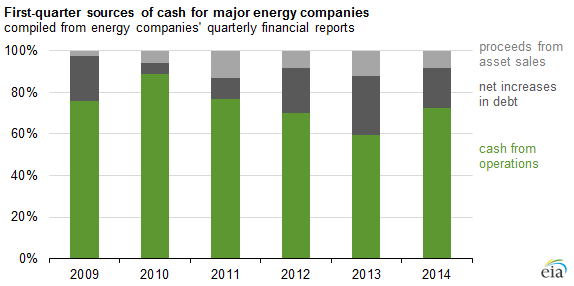 First-quarter sources of cash for major energy companies
compiled from energy companies' quarterly financial reports
100%
80%
60%
40%
20%
0%
2009
2010
2011
2012
2013
2014
proceeds from
asset sales
net increases
in debt
cash from
operations
eia